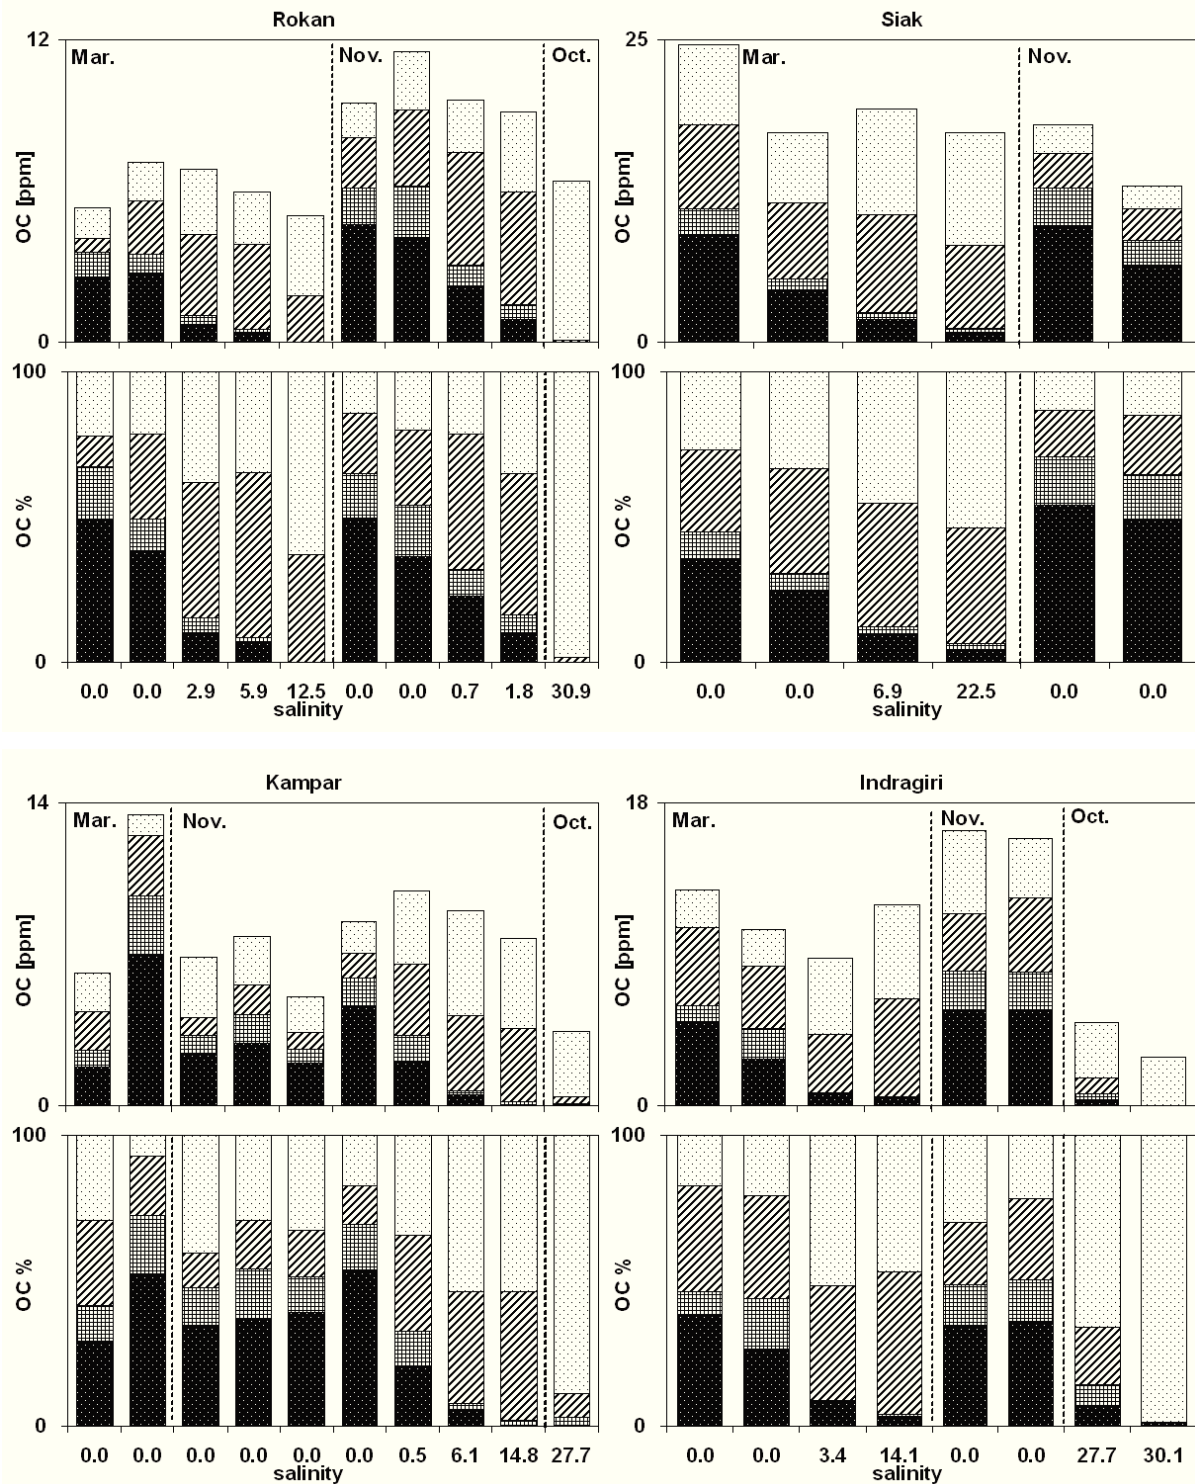 Rokan
12
Mar.
Nov.
Oct.
OC [ppm]
0
100
OC %
0
0.0 0.0 2.9 5.9 12.5 0.0 0.0 0.7 1.8 30.9
salinity
Siak
25
Mar.
Nov.
OC [ppm]
0
100
OC %
0
0.0 0.0 6.9 22.5 0.0 0.0
salinity
Kampar
14
Mar.
Nov.
Oct.
OC [ppm]
0
100
OC %
0
0.0 0.0 0.0 0.0 0.0 0.0 0.5 6.1 14.8 27.7
salinity
Indragiri
18
Mar.
Nov.
Oct.
OC [ppm]
0
100
OC %
0
0.0 0.0 3.4 14.1 0.0 0.0 27.7 30.1
salinity